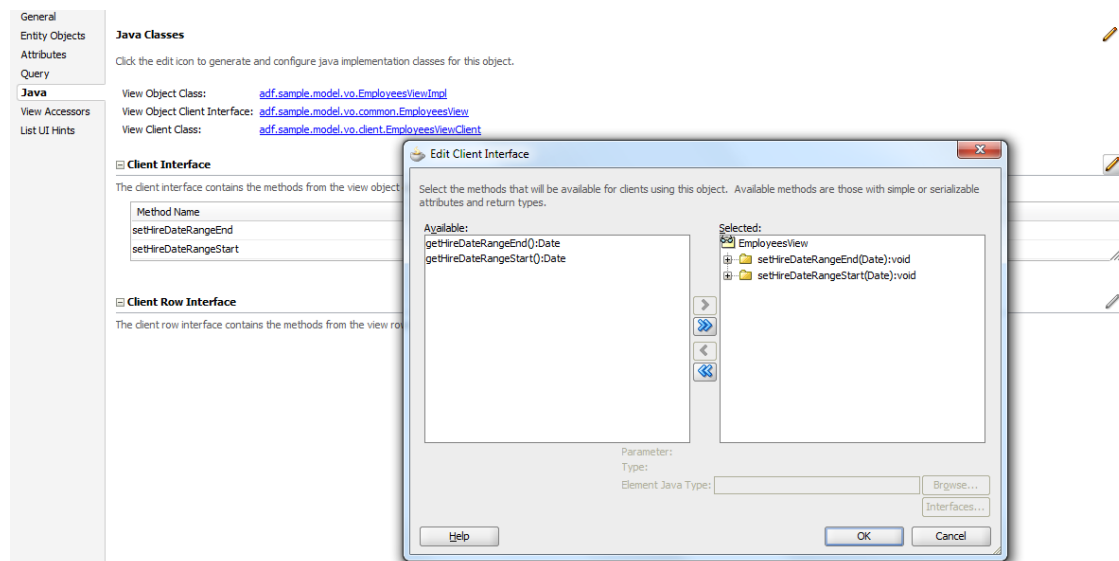 General
Entity Objects
Attributes
Query
Java
View Accessors
List UI Hints
Java Classes
Click the edit icon to generate and configure java implementation classes for this object.
View Object Class: adf.sample.model.vo.EmployeesViewImpl
View Object Client Interface: adf.sample.model.vo.common.EmployeesView
View Client Class: adf.sample.model.vo.client.EmployeesViewClient
Client Interface
The client interface contains the methods from the view object
Method Name
setHireDateRangeEnd
setHireDateRangeStart
Client Row Interface
The client row interface contains the methods from the view row
Edit Client Interface
Select the methods that will be available for clients using this object. Available methods are those with simple or serializable
attributes and return types.
Available:
getHireDateRangeEnd():Date
getHireDateRangeStart():Date
Selected:
EmployeesView
setHireDateRangeEnd(Date):void
setHireDateRangeStart(Date):void
Parameter:
Type:
Element Java Type:
Browse...
Interfaces...
Help
OK
Cancel